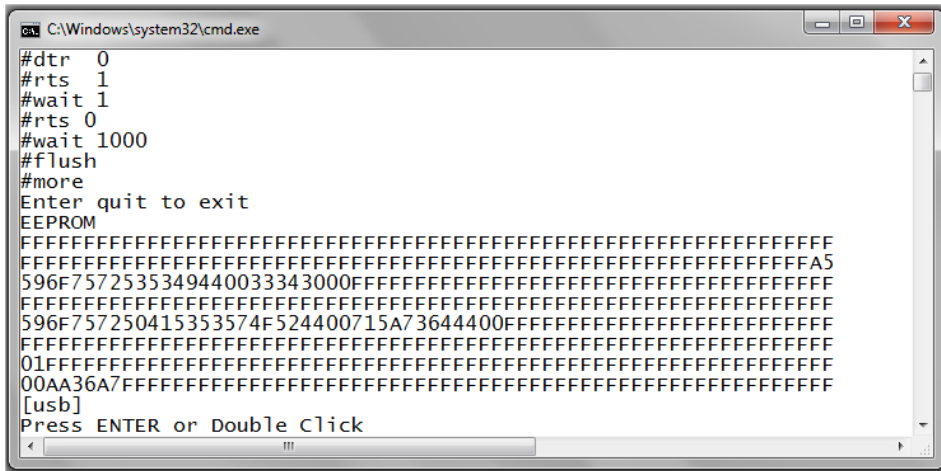 C:\Windows\system32\cmd.exe
#dtr  0
#rts  1
#wait 1
#rts 0
#wait 1000
#flush
#more
Enter quit to exit
EEPROM
FFFFFFFFFFFFFFFFFFFFFFFFFFFFFFFFFFFFFFFFFFFFFFFFFFFFFFFFFFFFFFFF
FFFFFFFFFFFFFFFFFFFFFFFFFFFFFFFFFFFFFFFFFFFFFFFFFFFFFFFFFFFFFFA5
596F7572535349440033343000FFFFFFFFFFFFFFFFFFFFFFFFFFFFFFFFFFFFFF
FFFFFFFFFFFFFFFFFFFFFFFFFFFFFFFFFFFFFFFFFFFFFFFFFFFFFFFFFFFFFFFF
596F757250415353574F524400715A73644400FFFFFFFFFFFFFFFFFFFFFFFFFF
FFFFFFFFFFFFFFFFFFFFFFFFFFFFFFFFFFFFFFFFFFFFFFFFFFFFFFFFFFFFFFFF
01FFFFFFFFFFFFFFFFFFFFFFFFFFFFFFFFFFFFFFFFFFFFFFFFFFFFFFFFFFFFFF
00AA36A7FFFFFFFFFFFFFFFFFFFFFFFFFFFFFFFFFFFFFFFFFFFFFFFFFFFFFFFF
[usb]
Press ENTER or Double Click